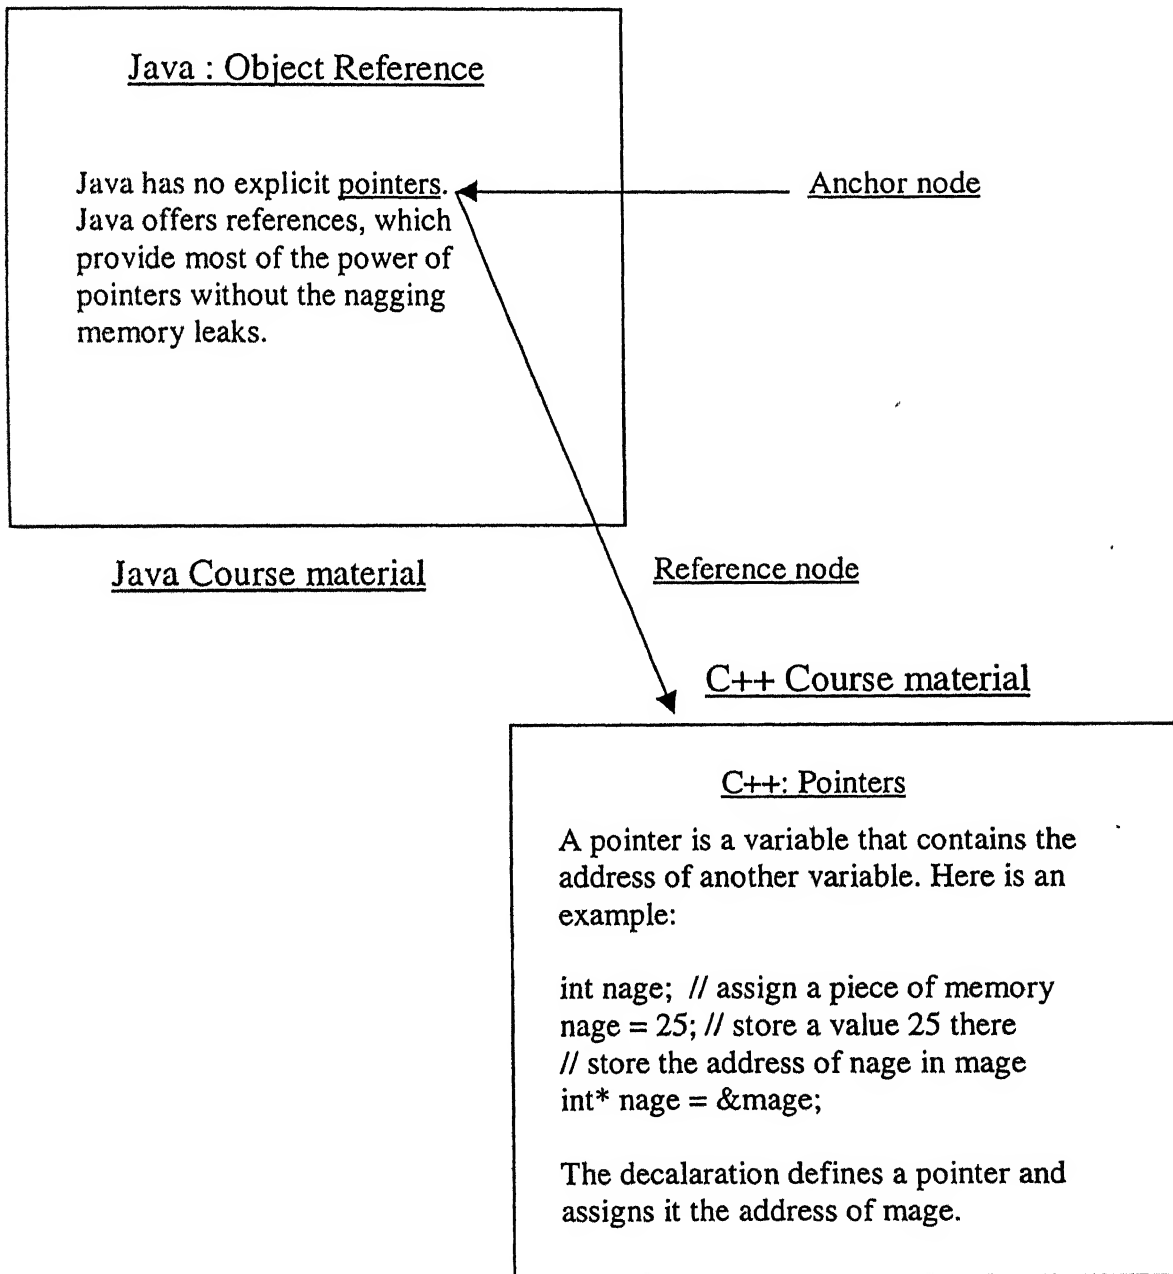 Java : Object Reference
Java has no explicit pointers.
Java offers references, which
provide most of the power of
pointers without the nagging
memory leaks.
Anchor node
Java Course material
Reference node
C++ Course material
C++: Pointers
A pointer is a variable that contains the
address of another variable. Here is an
example:
int nage;  // assign a piece of memory
nage = 25; // store a value 25 there
// store the address of nage in mage
int* nage = &mage;
The decalaration defines a pointer and
assigns it the address of mage.